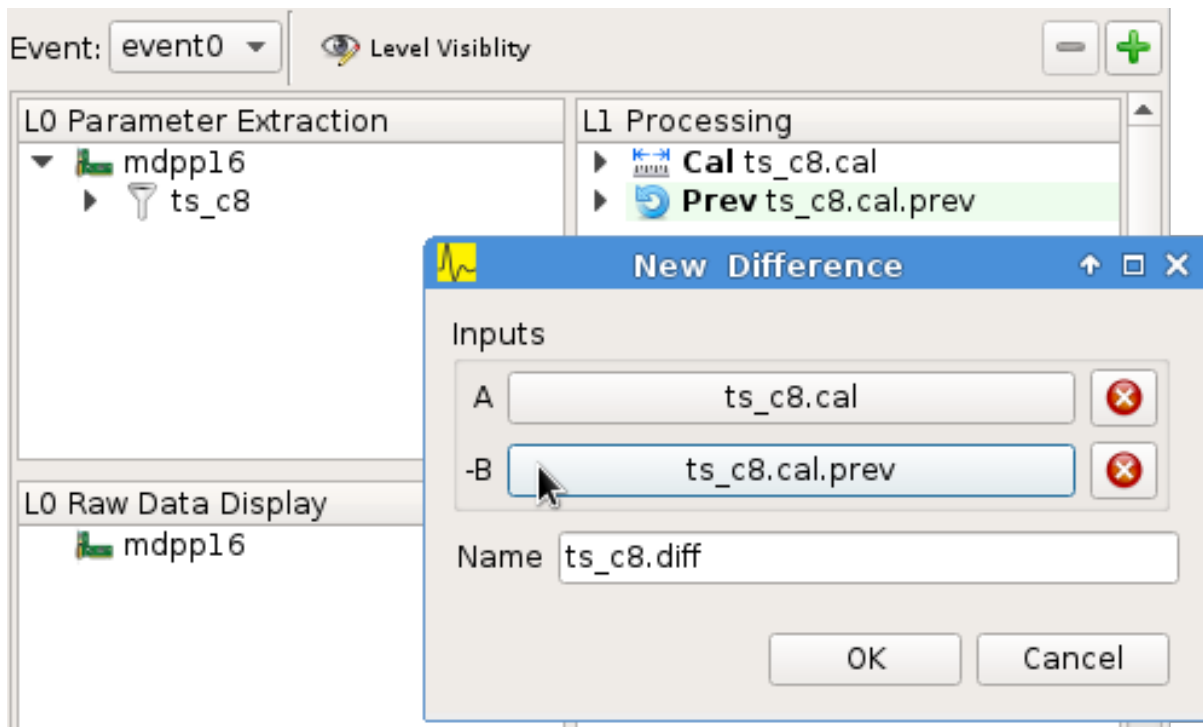 Event: event0 Level Visiblity
L0 Parameter Extraction
mdpp16
ts_c8
L1 Processing
Cal ts_c8.cal
Prev ts_c8.cal.prev
L0 Raw Data Display
mdpp16
New Difference
Inputs
A ts_c8.cal
-B ts_c8.cal.prev
Name ts_c8.diff
OK Cancel